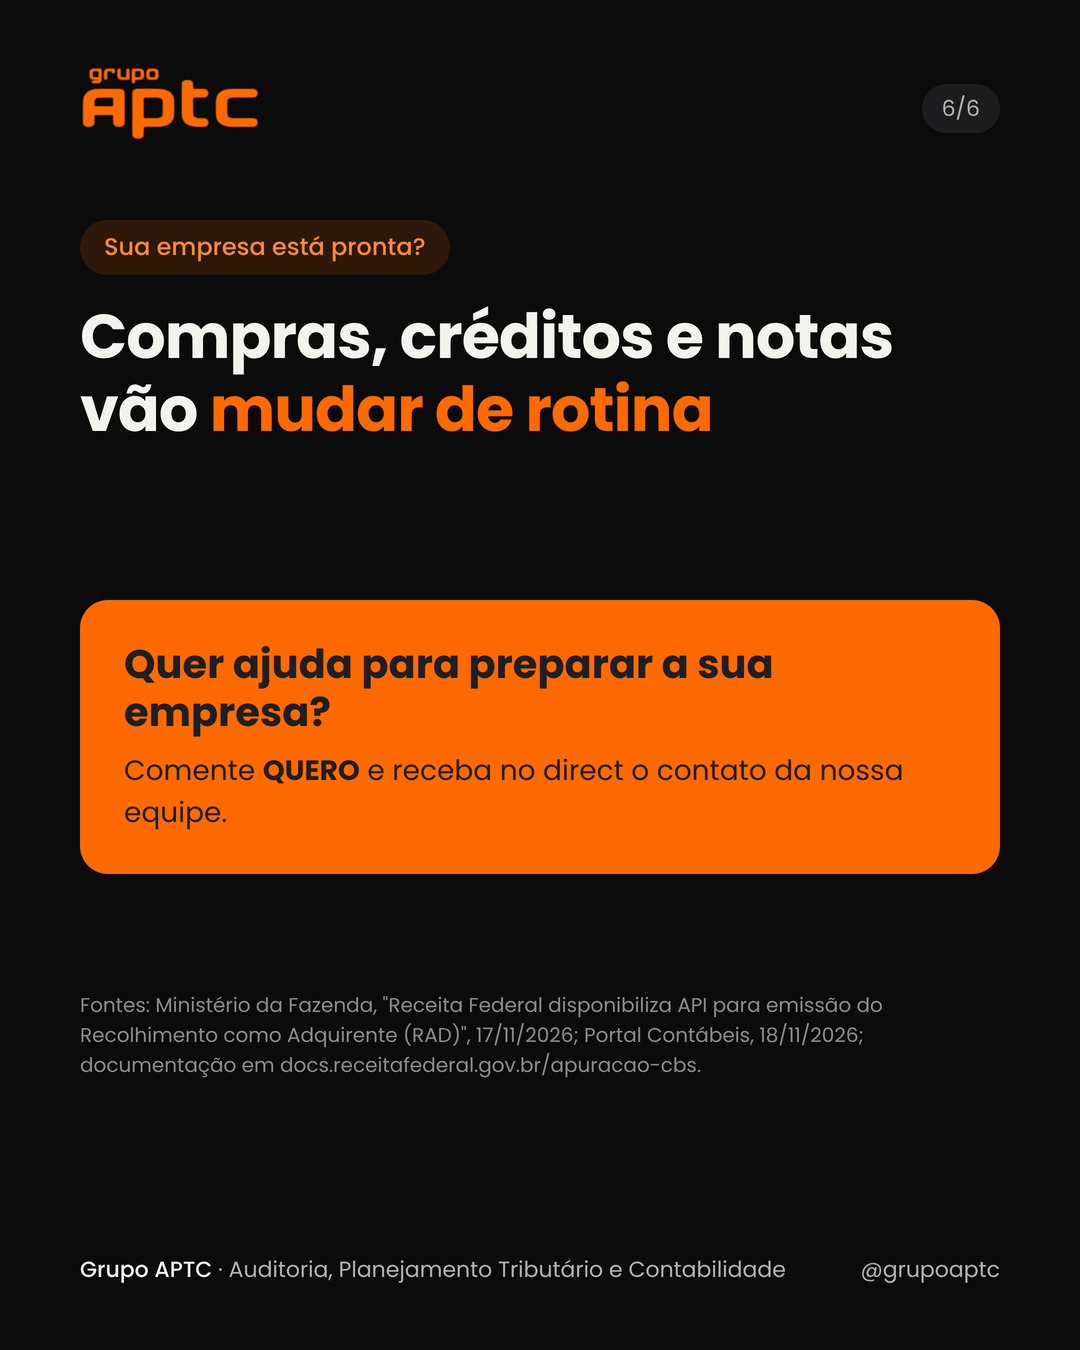 grupo
aptc
6/6
Sua empresa está pronta?
Compras, créditos e notas
vão mudar de rotina
Quer ajuda para preparar a sua
empresa?
Comente QUERO e receba no direct o contato da nossa
equipe.
Fontes: Ministério da Fazenda, "Receita Federal disponibiliza API para emissão do
Recolhimento como Adquirente (RAD)", 17/11/2026; Portal Contábeis, 18/11/2026;
documentação em docs.receitafederal.gov.br/apuracao-cbs.
Grupo APTC · Auditoria, Planejamento Tributário e Contabilidade
@grupoaptc